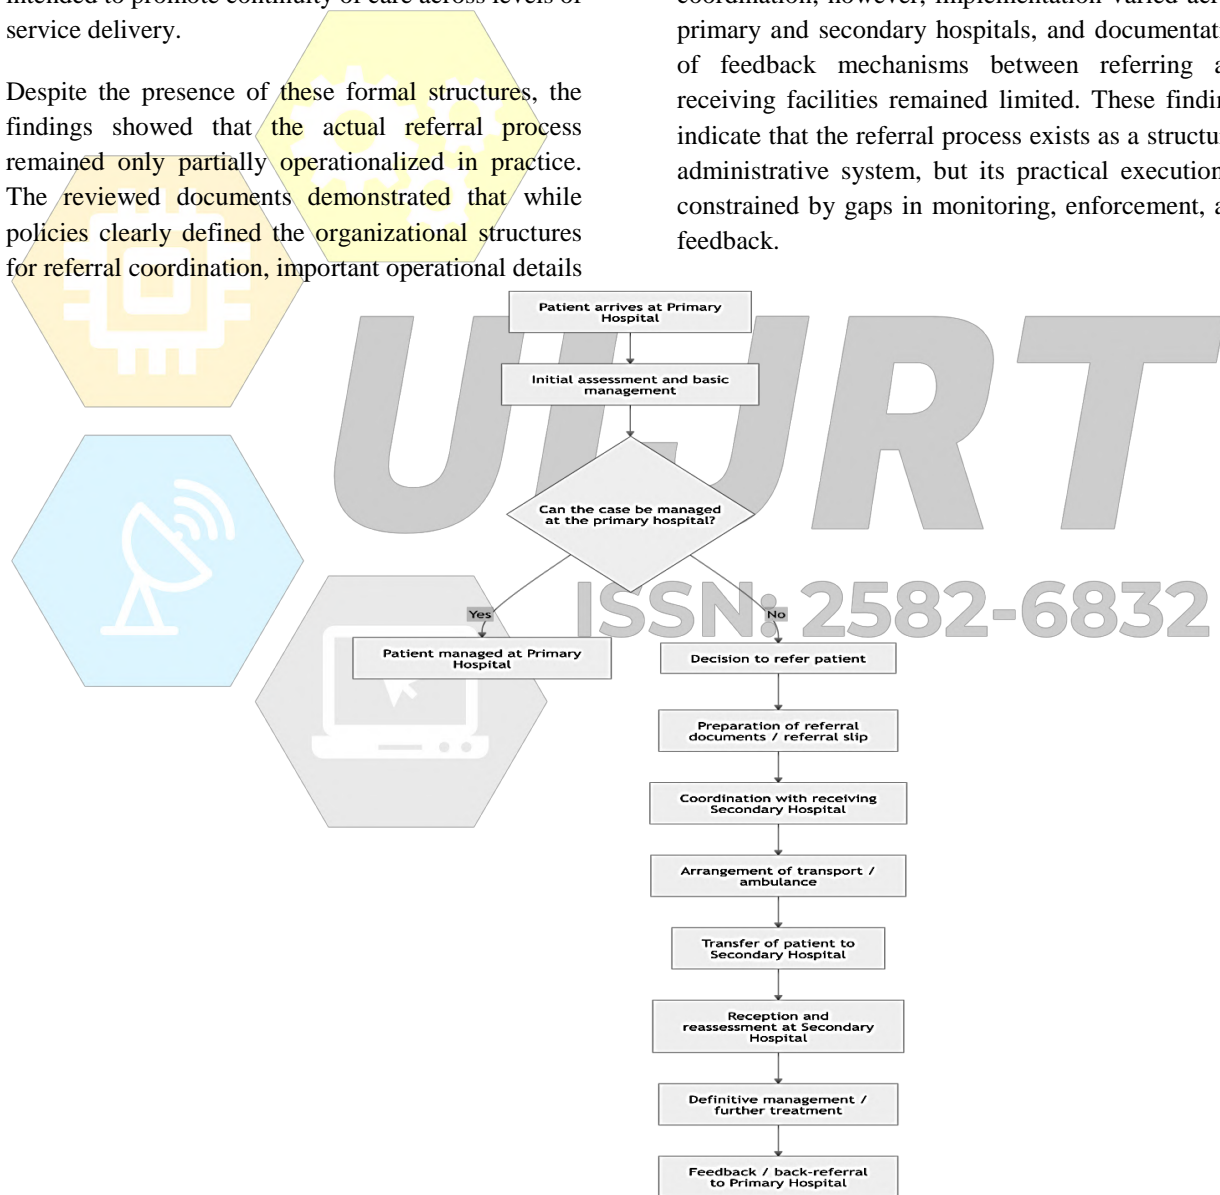 intended to promote continuity of care across levels of
service delivery.
Despite the presence of these formal structures, the
findings showed that the actual referral process
remained only partially operationalized in practice.
The reviewed documents demonstrated that while
policies clearly defined the organizational structures
for referral coordination, important operational details
coordination, however, implementation varied
primary and secondary hospitals, and
of feedback mechanisms between referring
receiving facilities remained limited. These
indicate that the referral process exists as a
administrative system, but its practical execution
constrained by gaps in monitoring, enforcement,
feedback.
Patient arrives at Primary
Hospital
Initial assessment and basic
management
Can the case be managed
at the primary hospital?
Yes
No
Patient managed at Primary
Hospital
Decision to refer patient
Preparation of referral
documents / referral slip
Coordination with receiving
Secondary Hospital
Arrangement of transport /
ambulance
Transfer of patient to
Secondary Hospital
Reception and
reassessment at Secondary
Hospital
Definitive management /
further treatment
Feedback / back-referral
to Primary Hospital
UIJRT
ISSN: 2582-6832